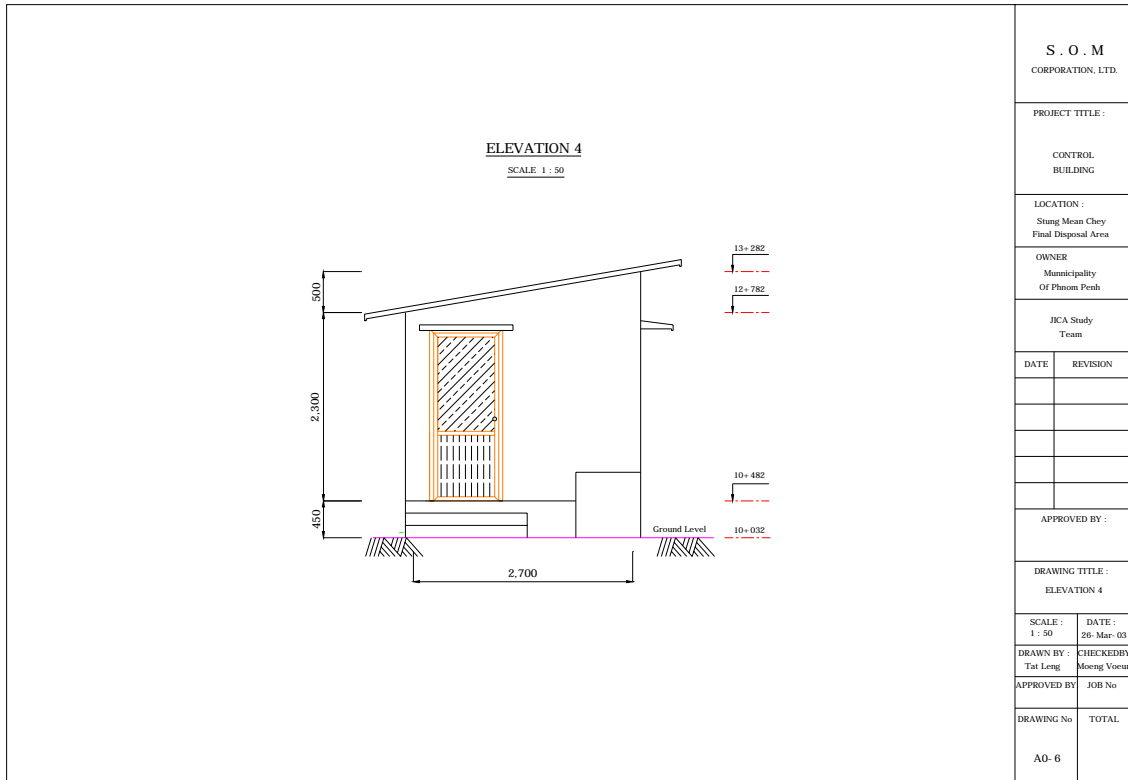 ELEVATION 4
SCALE 1 : 50
13+282
12+782
10+482
Ground Level
10+032
500
2,300
450
2,700
S . O . M
CORPORATION, LTD.
PROJECT TITLE :
CONTROL
BUILDING
LOCATION :
Stung Mean Chey
Final Disposal Area
OWNER
Munnicipality
Of Phnom Penh
JICA Study
Team
DATE REVISION
APPROVED BY :
DRAWING TITLE :
ELEVATION 4
SCALE : DATE :
1 : 50 26-Mar-03
DRAWN BY : CHECKEDBY
Tat Leng Moeng Voeun
APPROVED BY JOB No
DRAWING No TOTAL
A0-6